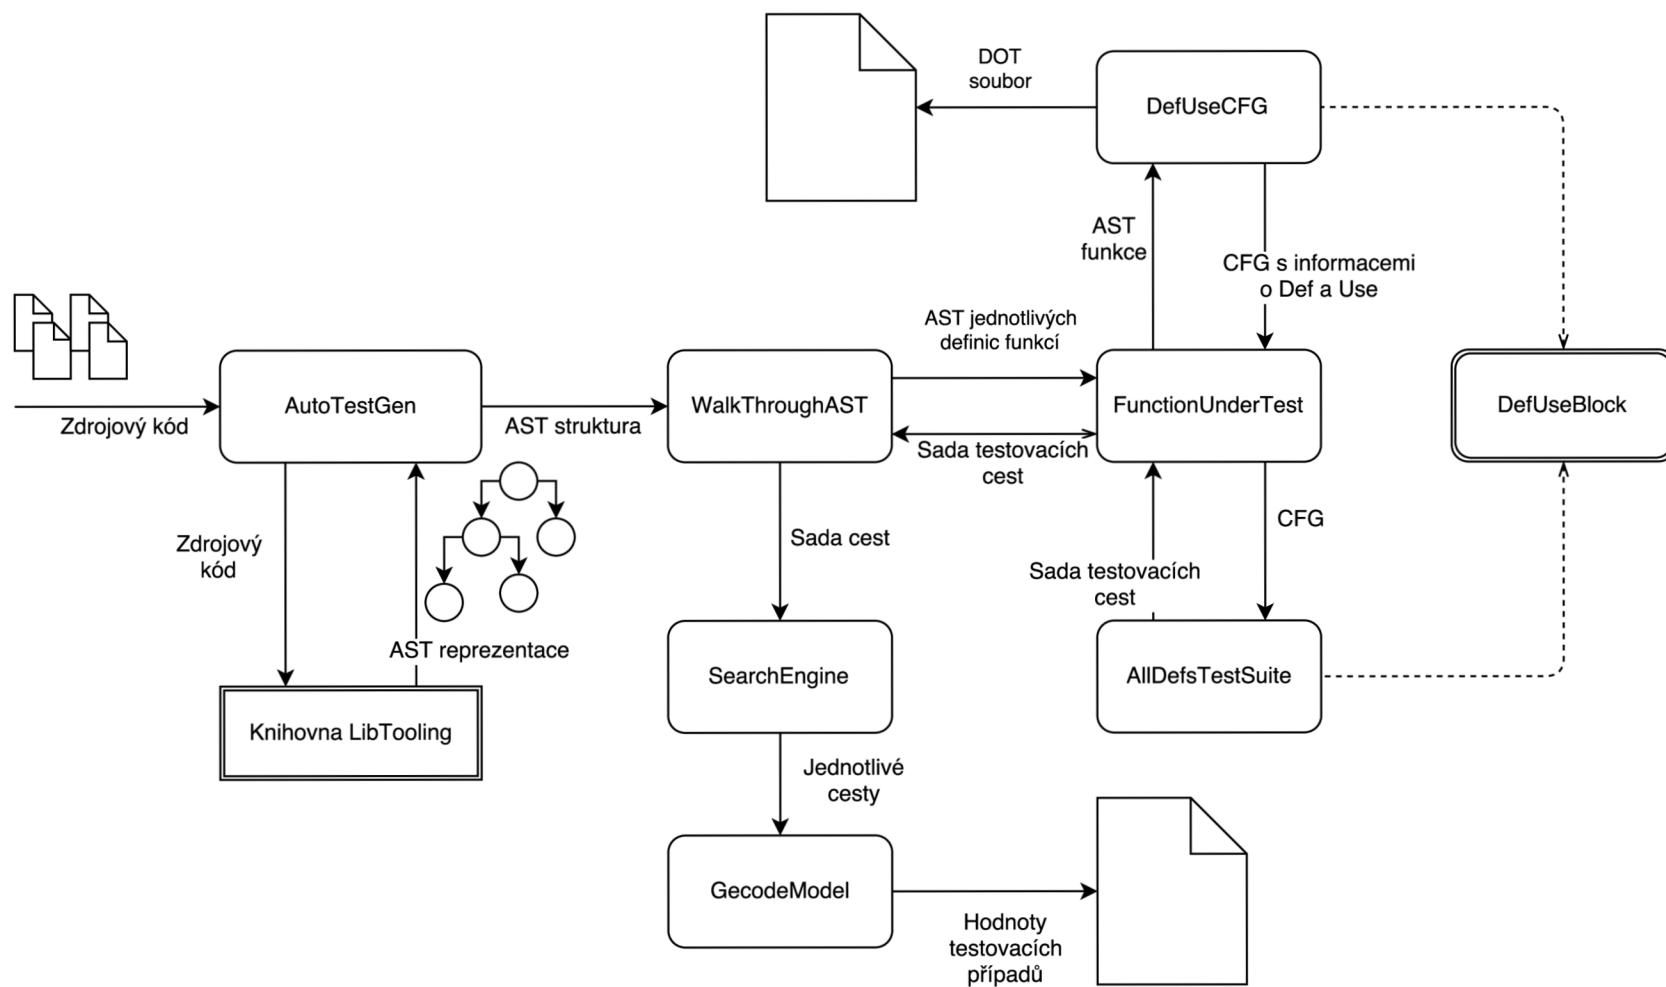 DOT
soubor
DefUseCFG
AST
funkce
CFG s informacemi
o Def a Use
AST jednotlivých
definic funkcí
AutoTestGen
WalkThroughAST
FunctionUnderTest
DefUseBlock
Zdrojový kód
AST struktura
Sada testovacích
cest
Zdrojový
kód
Sada cest
CFG
Sada testovacích
cest
AST reprezentace
SearchEngine
AllDefsTestSuite
Knihovna LibTooling
Jednotlivé
cesty
GecodeModel
Hodnoty
testovacích
případů